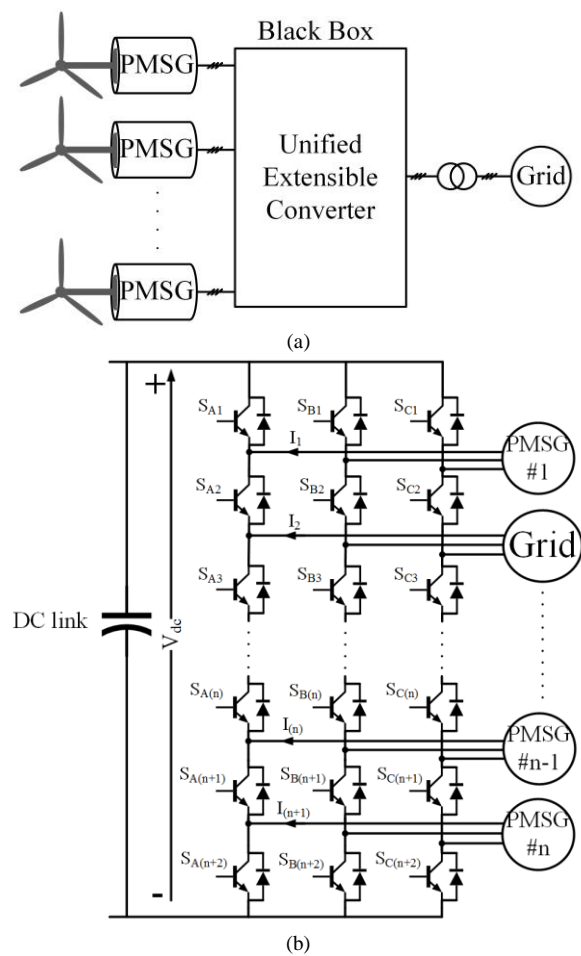 Black Box
PMSG
PMSG
PMSG
Unified
Extensible
Converter
Grid
(a)
+
S_A1
S_B1
S_C1
I_1
PMSG
#1
S_A2
S_B2
S_C2
I_2
Grid
S_A3
S_B3
S_C3
DC link
V_dc
S_A(n)
S_B(n)
S_C(n)
I_(n)
PMSG
#n-1
S_A(n+1)
S_B(n+1)
S_C(n+1)
I_(n+1)
PMSG
#n
S_A(n+2)
S_B(n+2)
S_C(n+2)
-
(b)